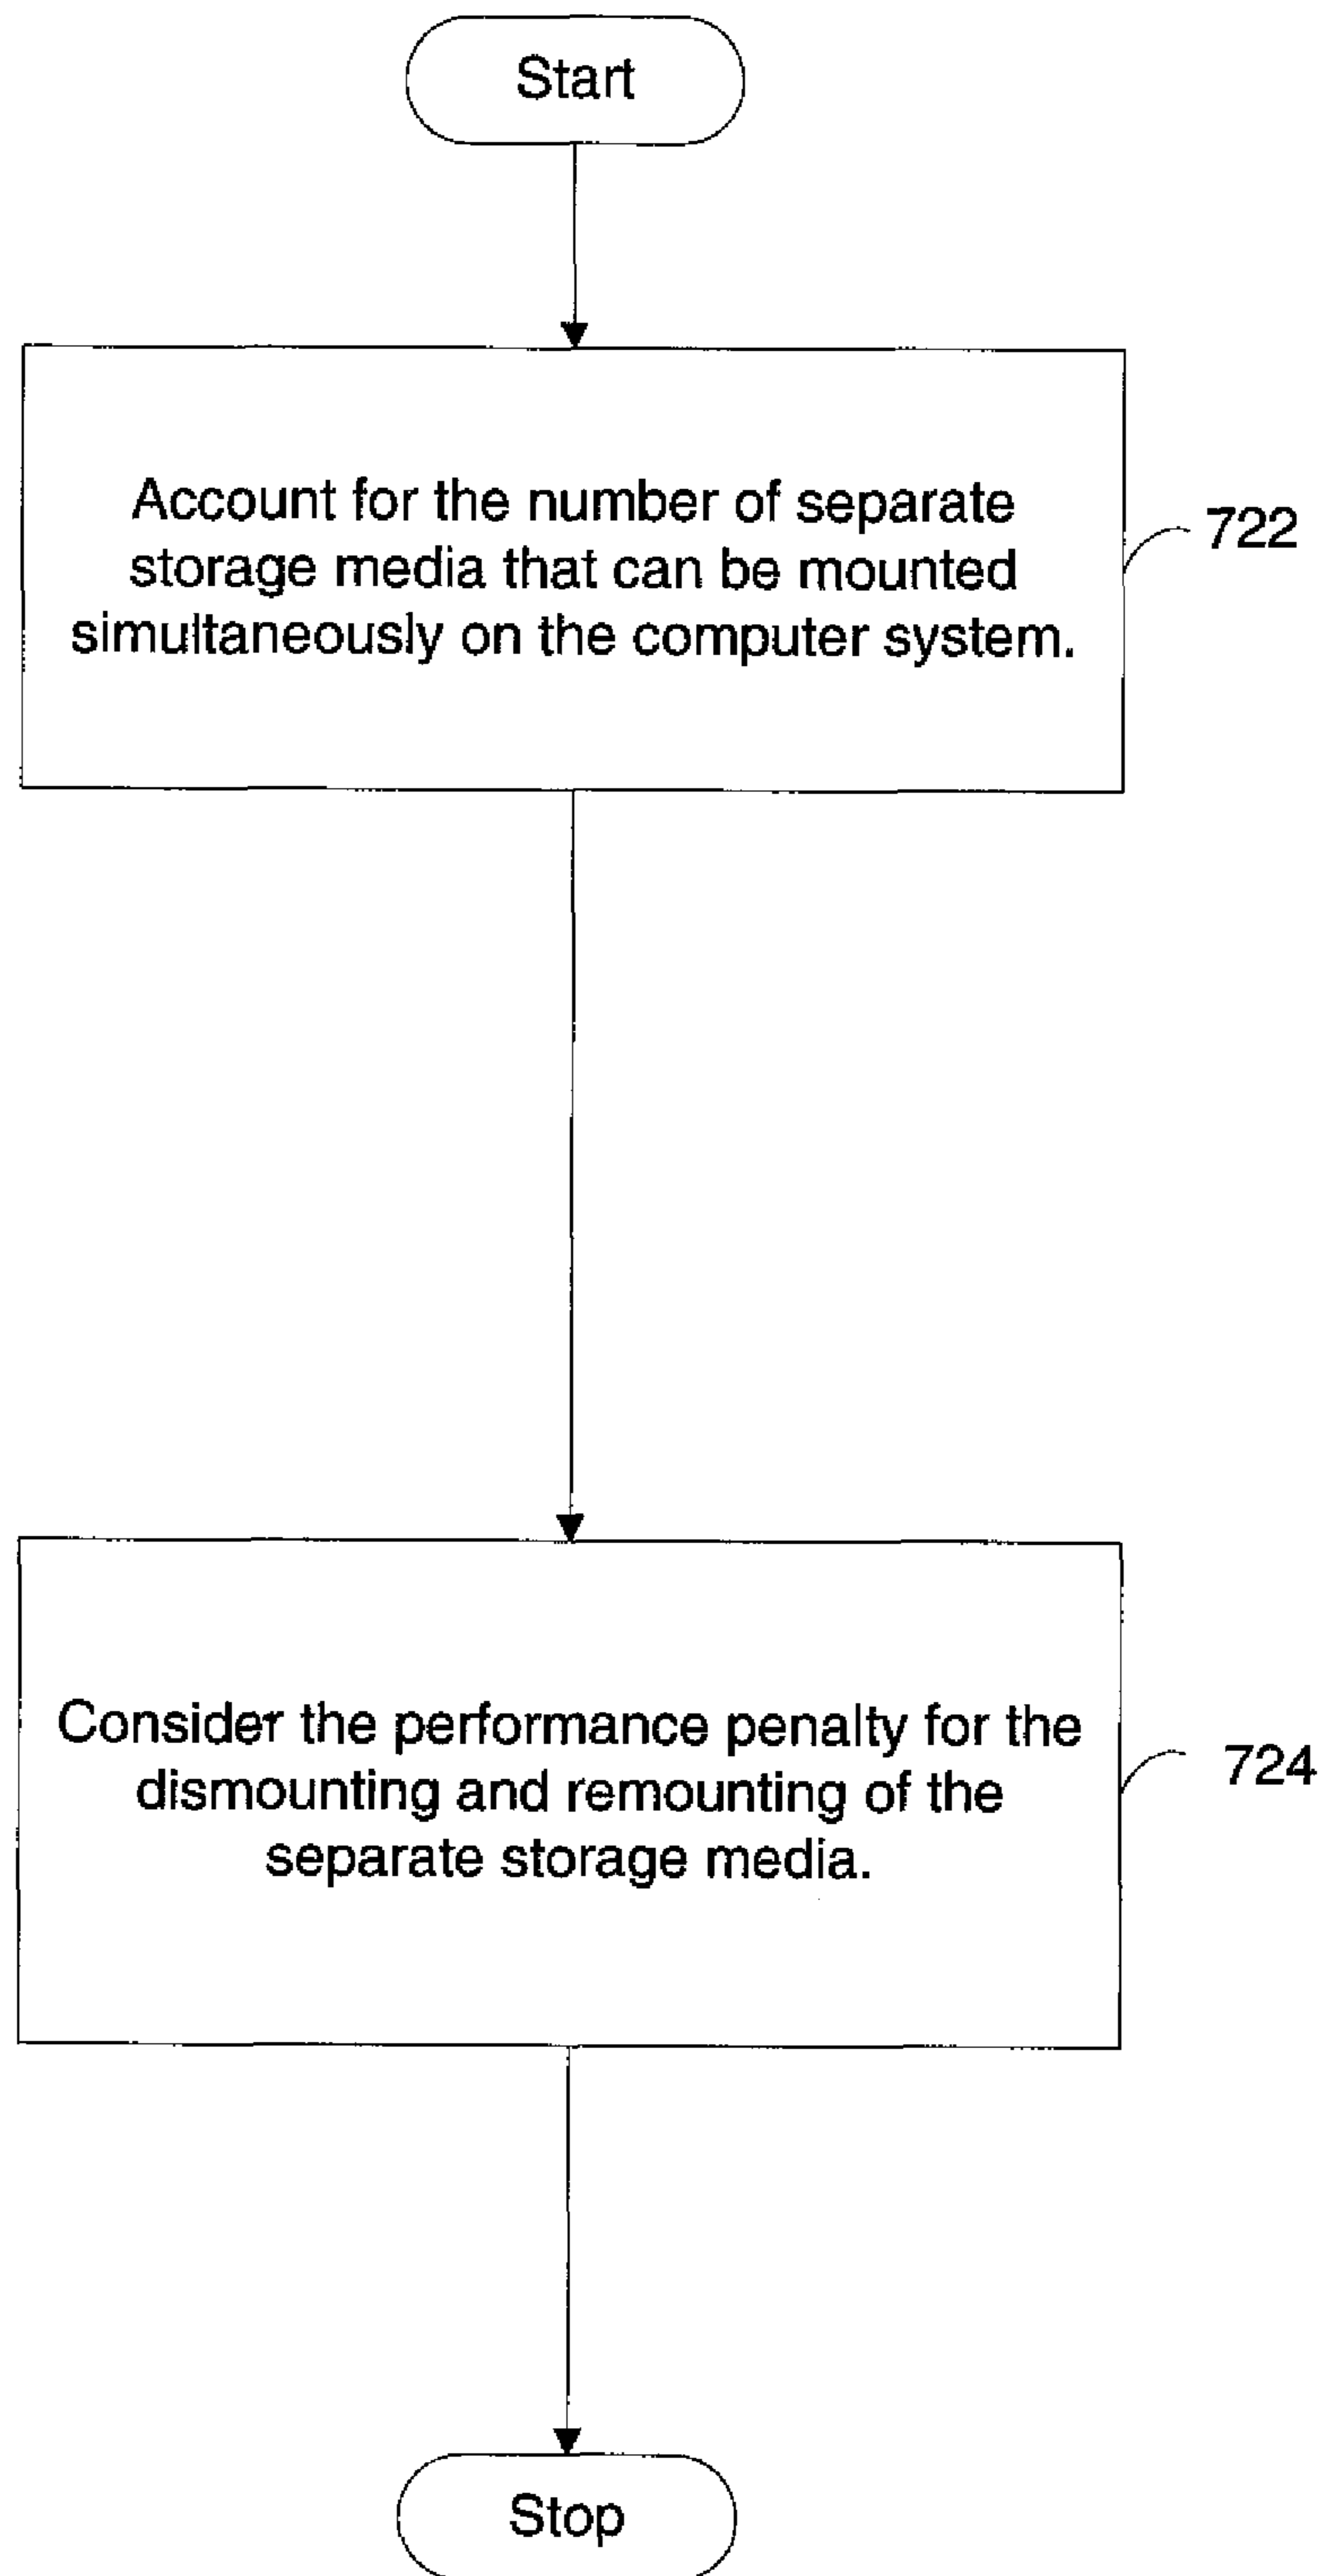 Start
Account for the number of separate
storage media that can be mounted
simultaneously on the computer system.
722
Consider the performance penalty for the
dismounting and remounting of the
separate storage media.
724
Stop